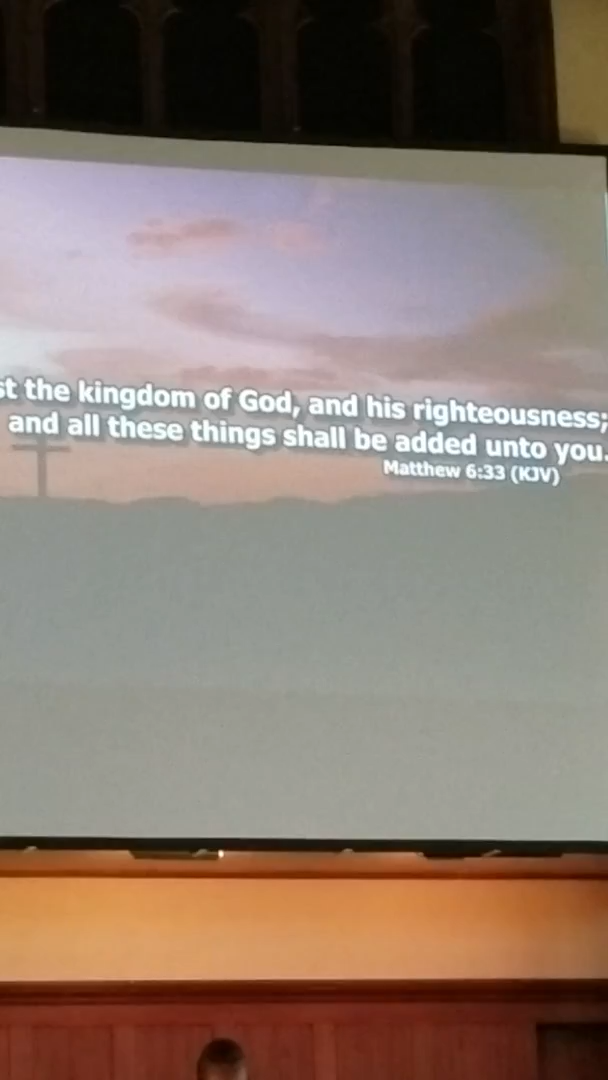 st the kingdom of God, and his righteousness;
and all these things shall be added unto you.
Matthew 6:33 (KJV)